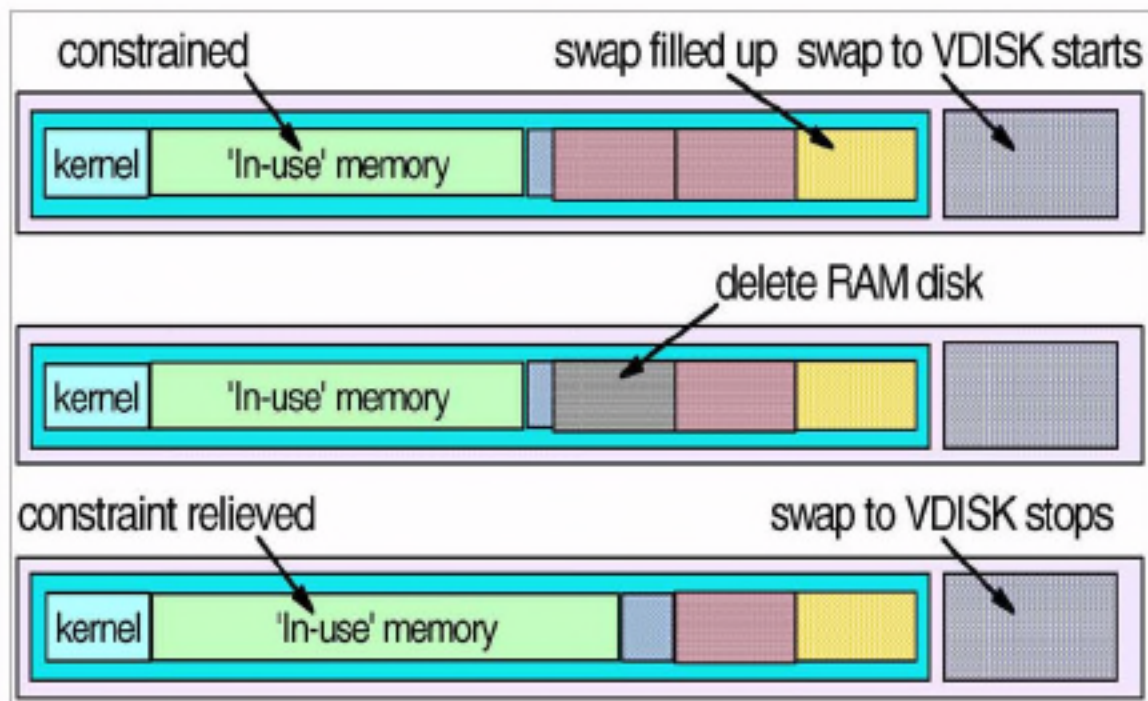 constrained
swap filled up
swap to VDISK starts
kernel
'In-use' memory
delete RAM disk
kernel
'In-use' memory
constraint relieved
swap to VDISK stops
kernel
'In-use' memory